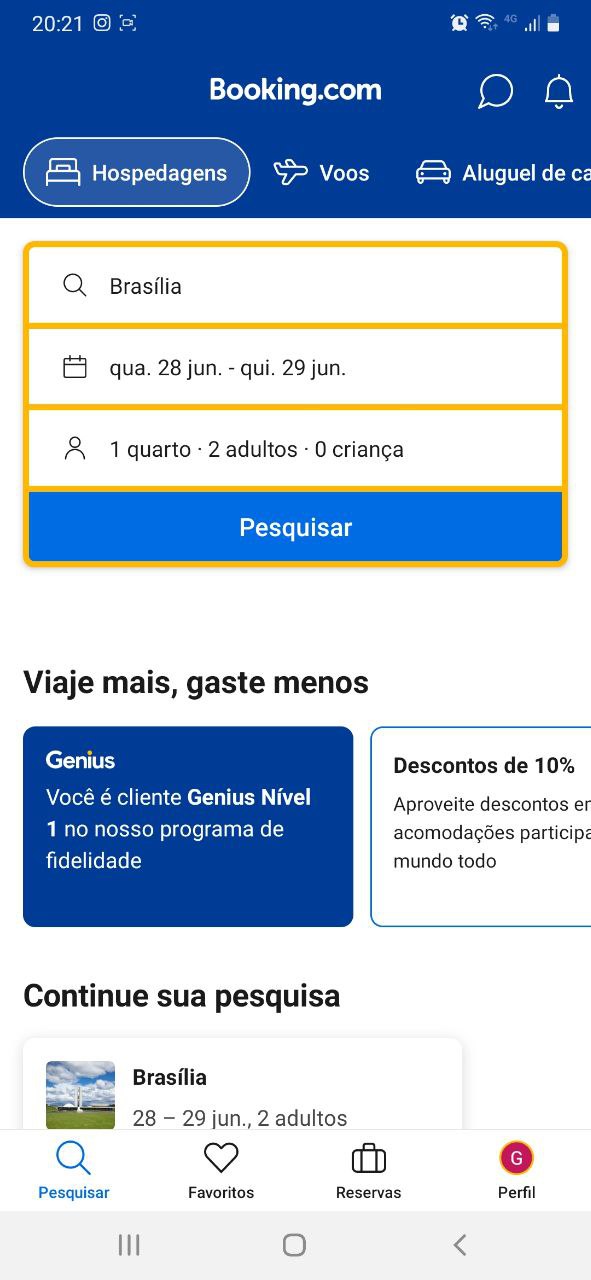 20:21
4G
Booking.com
Hospedagens
Voos
Aluguel de ca
Brasília
qua. 28 jun. - qui. 29 jun.
1 quarto · 2 adultos · 0 criança
Pesquisar
Viaje mais, gaste menos
Genius
Você é cliente Genius Nível
1 no nosso programa de
fidelidade
Descontos de 10%
Aproveite descontos em
acomodações participa
mundo todo
Continue sua pesquisa
Brasília
28 – 29 jun., 2 adultos
Pesquisar
Favoritos
Reservas
G
Perfil